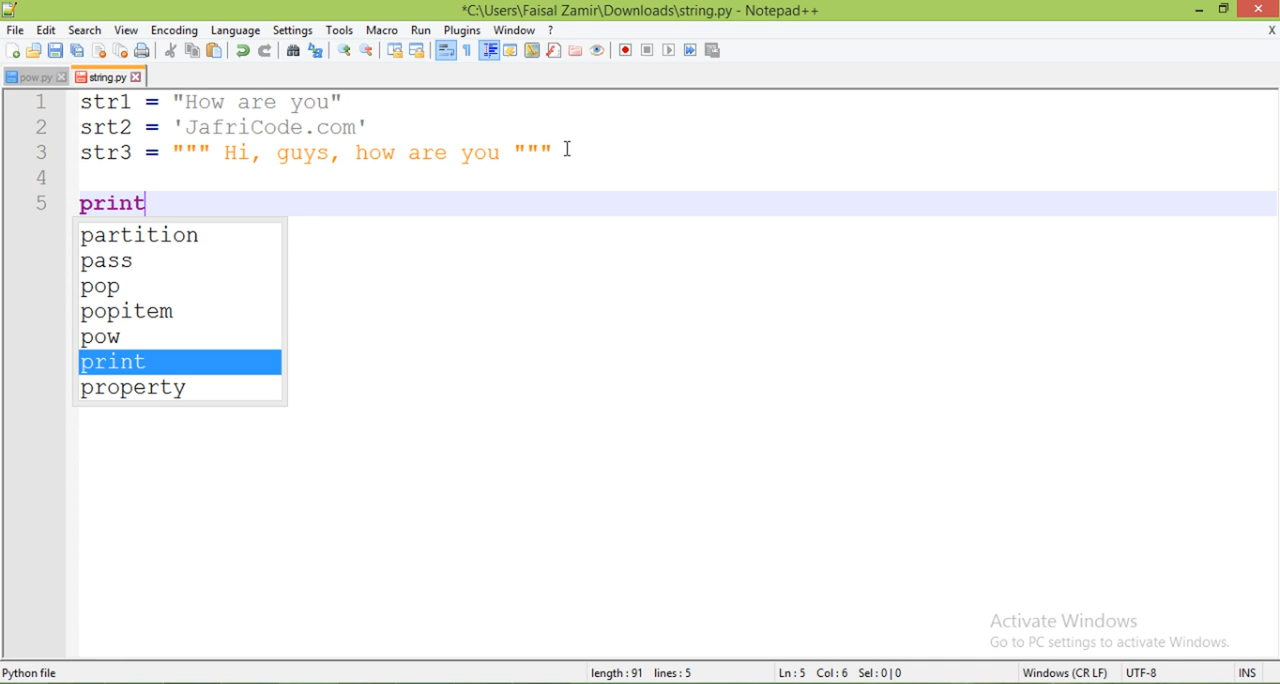 *C:\Users\Faisal Zamir\Downloads\string.py - Notepad++
File Edit Search View Encoding Language Settings Tools Macro Run Plugins Window ? X
pow.py string.py
1 str1 = "How are you"
2 srt2 = 'JafriCode.com'
3 str3 = """ Hi, guys, how are you """
4
5 print
partition
pass
pop
popitem
pow
print
property
Activate Windows
Go to PC settings to activate Windows.
Python file length : 91 lines : 5 Ln : 5 Col : 6 Sel : 0 | 0 Windows (CR LF) UTF-8 INS